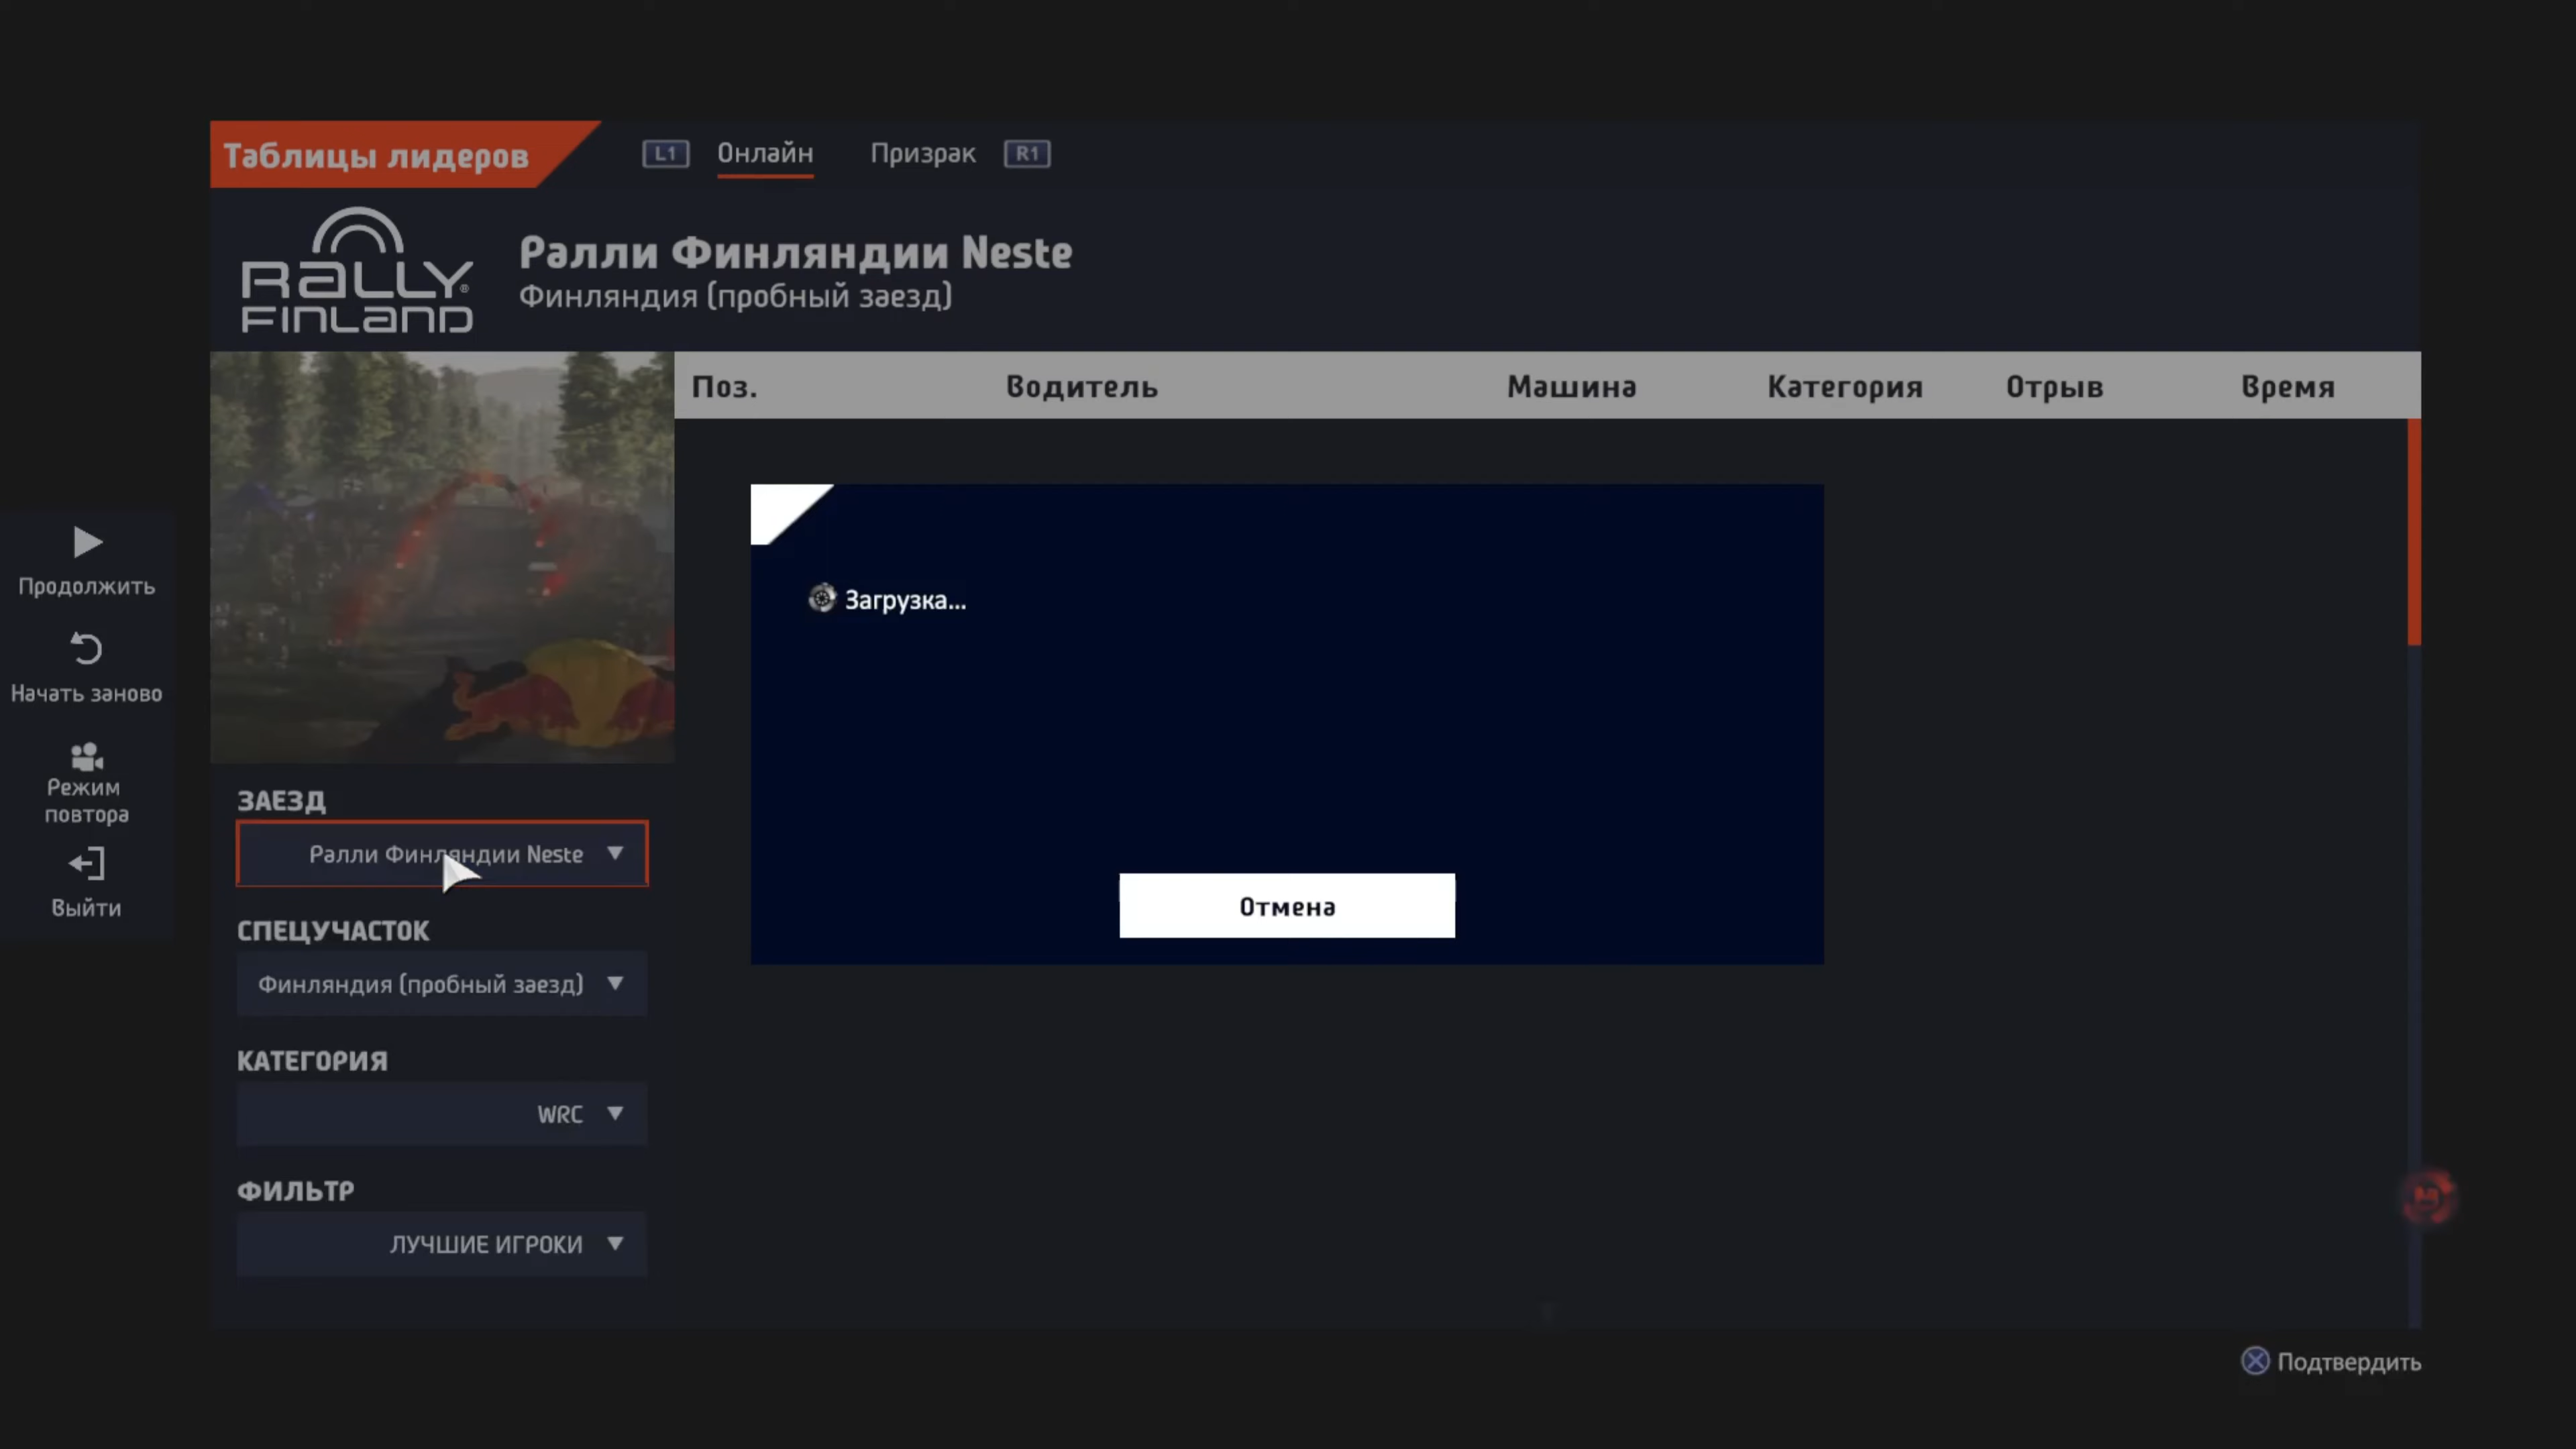 Таблицы лидеров
L1 Онлайн Призрак R1
RALLY
FINLAND
Ралли Финляндии Neste
Финляндия (пробный заезд)
Поз. Водитель Машина Категория Отрыв Время
Загрузка...
Отмена
Продолжить
Начать заново
Режим
повтора
Выйти
ЗАЕЗД
Ралли Финляндии Neste
СПЕЦУЧАСТОК
Финляндия (пробный заезд)
КАТЕГОРИЯ
WRC
ФИЛЬТР
ЛУЧШИЕ ИГРОКИ
Подтвердить